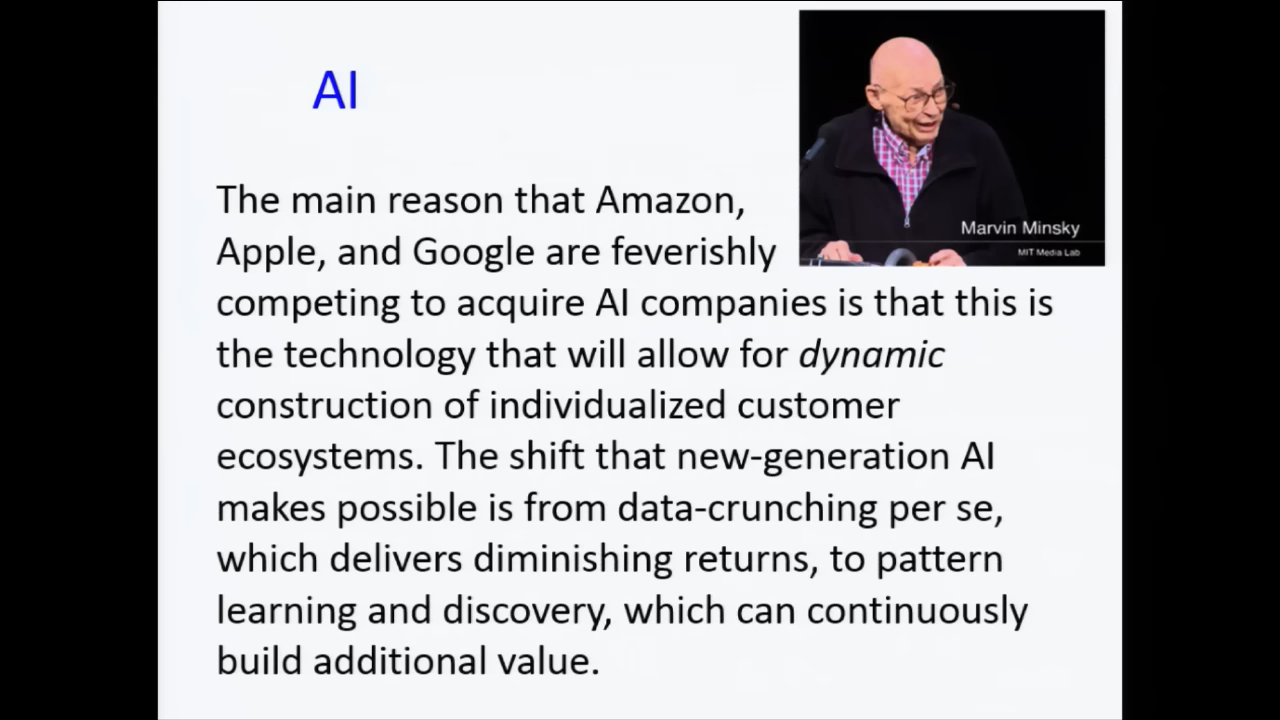 AI
Marvin Minsky
MIT Media Lab
The main reason that Amazon,
Apple, and Google are feverishly
competing to acquire AI companies is that this is
the technology that will allow for dynamic
construction of individualized customer
ecosystems. The shift that new-generation AI
makes possible is from data-crunching per se,
which delivers diminishing returns, to pattern
learning and discovery, which can continuously
build additional value.